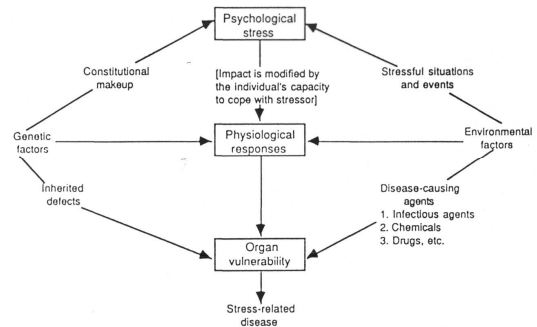 Psychological
stress
Constitutional
makeup
[Impact is modified by
the individual's capacity
to cope with stressor]
Stressful situations
and events
Genetic
factors
Physiological
responses
Environmental
factors
Inherited
defects
Disease-causing
agents
1. Infectious agents
2. Chemicals
3. Drugs, etc.
Organ
vulnerability
Stress-related
disease